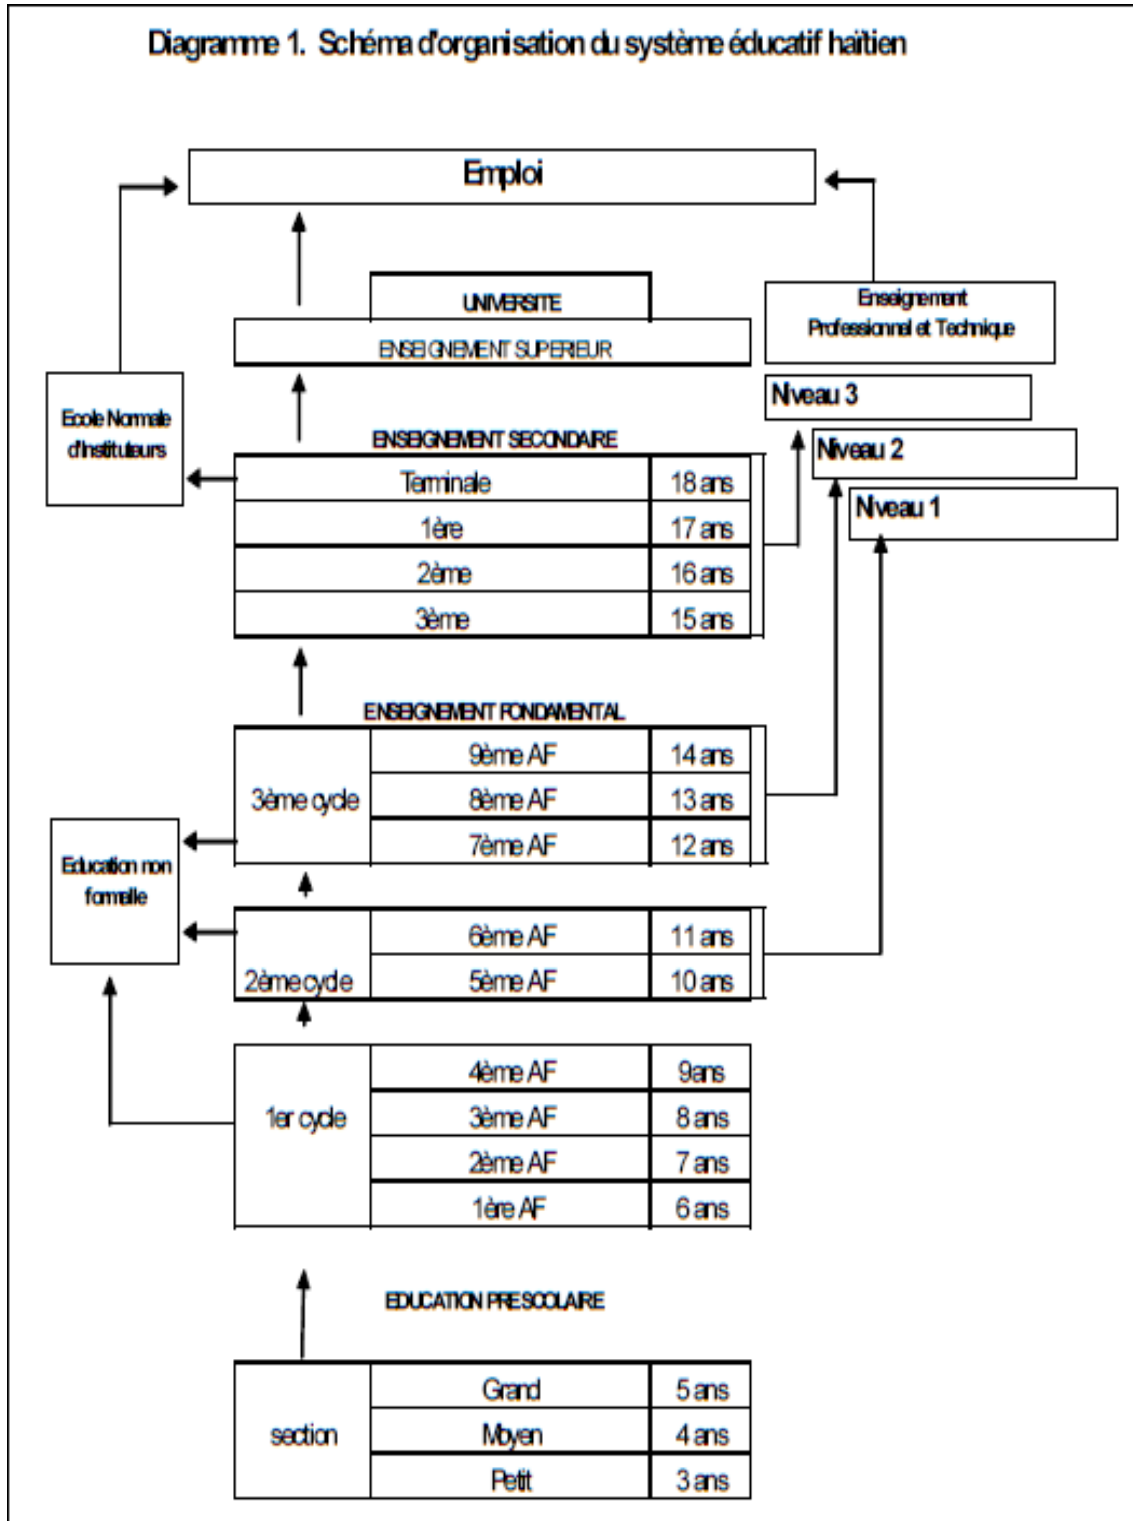 Diagramme 1. Schéma d'organisation du système éducatif haïtien
Emploi
UNIVERSITE
ENSEIGNEMENT SUPERIEUR
Enseignement
Professionnel et Technique
Ecole Normale
d'Instituteurs
Niveau 3
Niveau 2
Niveau 1
ENSEIGNEMENT SECONDAIRE
Terminale 18 ans
1ère 17 ans
2ème 16 ans
3ème 15 ans
ENSEIGNEMENT FONDAMENTAL
3ème cycle
9ème AF 14 ans
8ème AF 13 ans
7ème AF 12 ans
Education non
formelle
2ème cycle
6ème AF 11 ans
5ème AF 10 ans
1er cycle
4ème AF 9ans
3ème AF 8 ans
2ème AF 7 ans
1ère AF 6 ans
EDUCATION PRESCOLAIRE
section
Grand 5 ans
Moyen 4 ans
Petit 3 ans